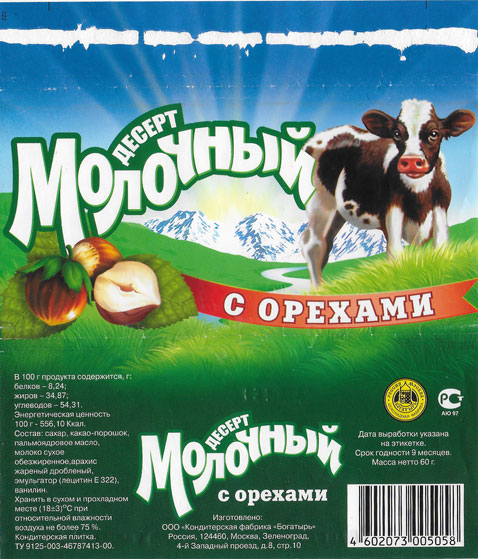 ДЕСЕРТ
МОЛОЧНЫЙ
С ОРЕХАМИ
В 100 г продукта содержится, г:
белков – 8,24;
жиров – 34,87;
углеводов – 54,31.
Энергетическая ценность
100 г - 556,10 Ккал.
Состав: сахар, какао-порошок,
пальмоядровое масло,
молоко сухое
обезжиренное,арахис
жареный дробленый,
эмульгатор (лецитин Е 322),
ванилин.
Хранить в сухом и прохладном
месте (18±3)°С при
относительной влажности
воздуха не более 75 %.
Кондитерская плитка.
ТУ 9125-003-46787413-00.
ДЕСЕРТ
МОЛОЧНЫЙ
с орехами
Изготовлено:
ООО «Кондитерская фабрика «Богатырь»
Россия, 124460, Москва, Зеленоград,
4-й Западный проезд, д.8, стр.10
АЮ 97
Дата выработки указана
на этикетке.
Срок годности 9 месяцев.
Масса нетто 60 г.
4 602073 005058